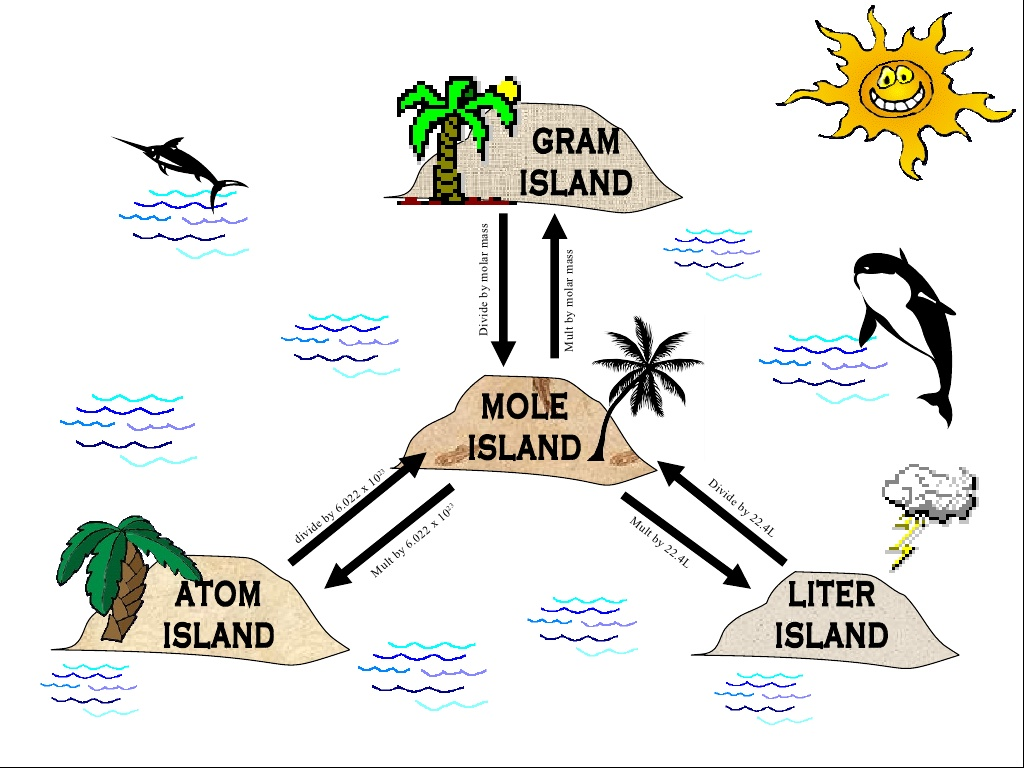 GRAM
ISLAND
Divide by molar mass
Mult by molar mass
MOLE
ISLAND
divide by 6.022 x 10²³
Mult by 6.022 x 10²³
Divide by 22.4L
Mult by 22.4L
ATOM
ISLAND
LITER
ISLAND